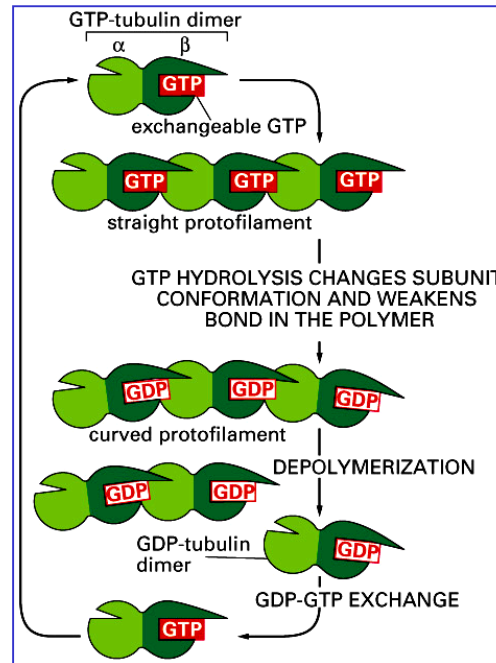 GTP-tubulin dimer
α β
GTP
exchangeable GTP
GTP GTP GTP
straight protofilament
GTP HYDROLYSIS CHANGES SUBUNIT
CONFORMATION AND WEAKENS
BOND IN THE POLYMER
GDP GDP GDP
curved protofilament
DEPOLYMERIZATION
GDP GDP
GDP-tubulin
dimer
GDP
GDP-GTP EXCHANGE
GTP